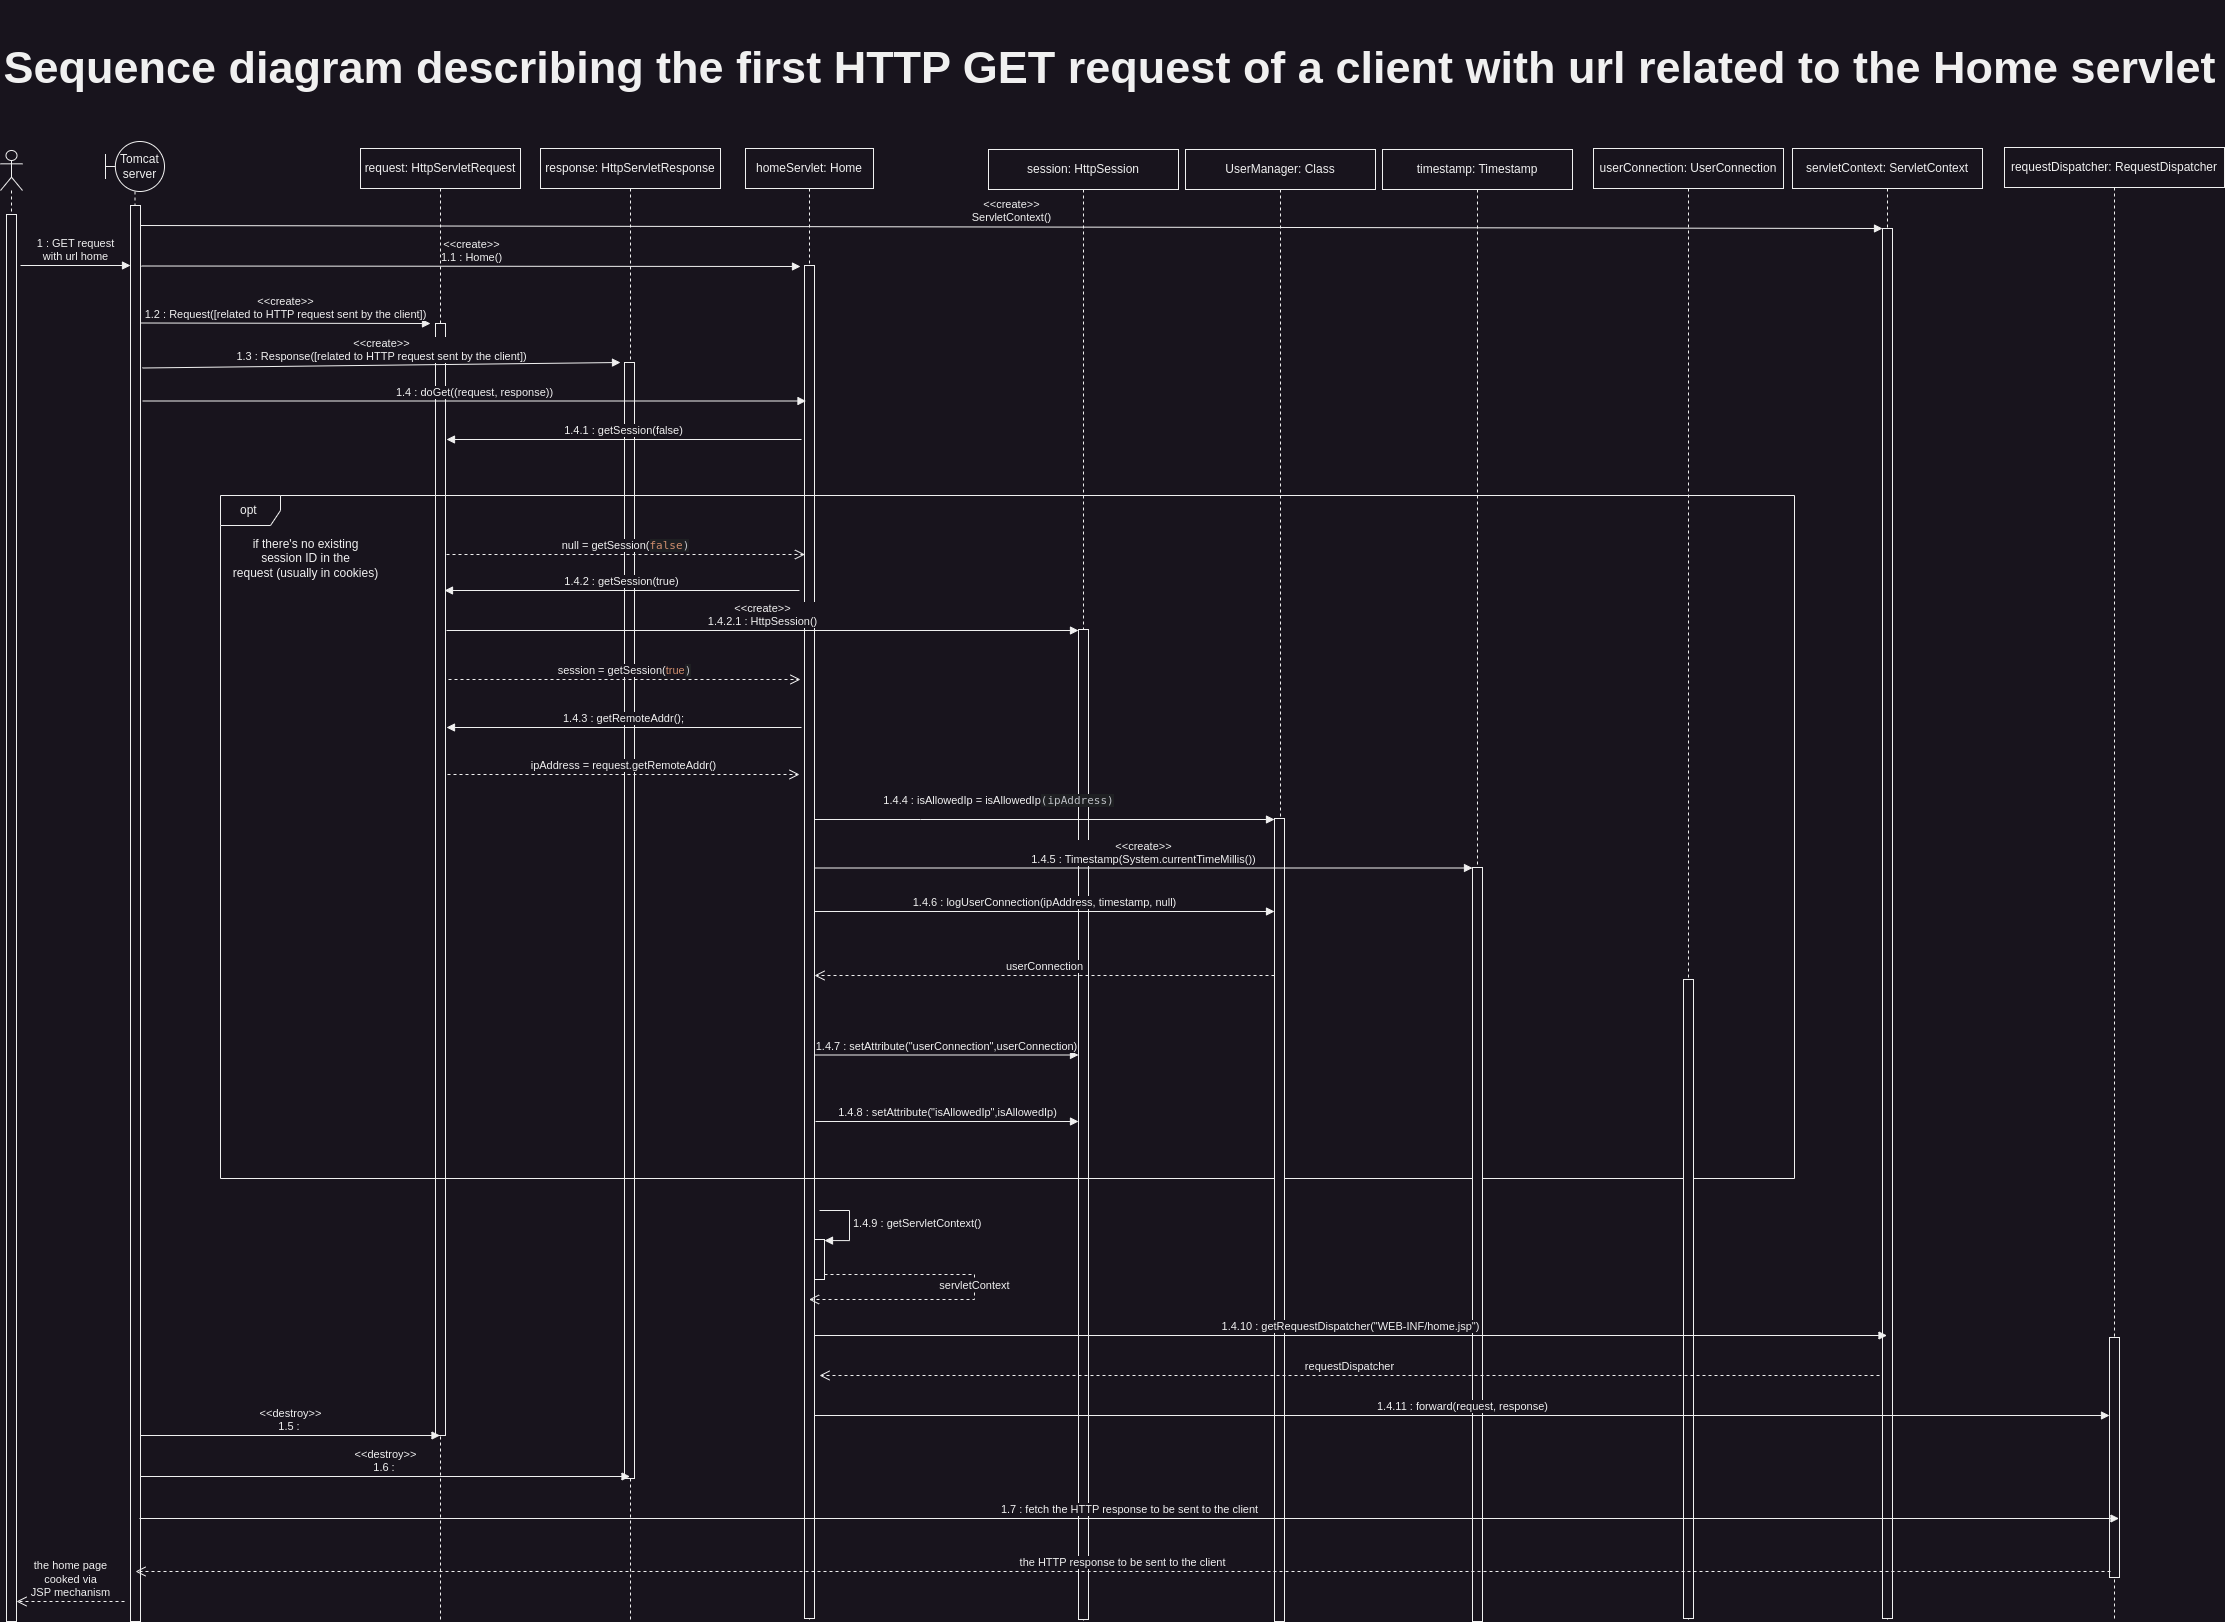 Sequence diagram describing the first HTTP GET request of a client with url related to the Home servlet
Tomcat
server
request: HttpServletRequest
response: HttpServletResponse
homeServlet: Home
session: HttpSession
UserManager: Class
timestamp: Timestamp
userConnection: UserConnection
servletContext: ServletContext
requestDispatcher: RequestDispatcher
<<create>>
ServletContext()
1 : GET request
with url home
<<create>>
1.1 : Home()
<<create>>
1.2 : Request([related to HTTP request sent by the client])
<<create>>
1.3 : Response([related to HTTP request sent by the client])
1.4 : doGet((request, response))
1.4.1 : getSession(false)
opt
if there's no existing
session ID in the
request (usually in cookies)
null = getSession(false)
1.4.2 : getSession(true)
<<create>>
1.4.2.1 : HttpSession()
session = getSession(true)
1.4.3 : getRemoteAddr();
ipAddress = request.getRemoteAddr()
1.4.4 : isAllowedIp = isAllowedIp(ipAddress)
<<create>>
1.4.5 : Timestamp(System.currentTimeMillis())
1.4.6 : logUserConnection(ipAddress, timestamp, null)
userConnection
1.4.7 : setAttribute("userConnection",userConnection)
1.4.8 : setAttribute("isAllowedIp",isAllowedIp)
1.4.9 : getServletContext()
servletContext
1.4.10 : getRequestDispatcher("WEB-INF/home.jsp")
requestDispatcher
1.4.11 : forward(request, response)
<<destroy>>
1.5 :
<<destroy>>
1.6 :
1.7 : fetch the HTTP response to be sent to the client
the HTTP response to be sent to the client
the home page
cooked via
JSP mechanism